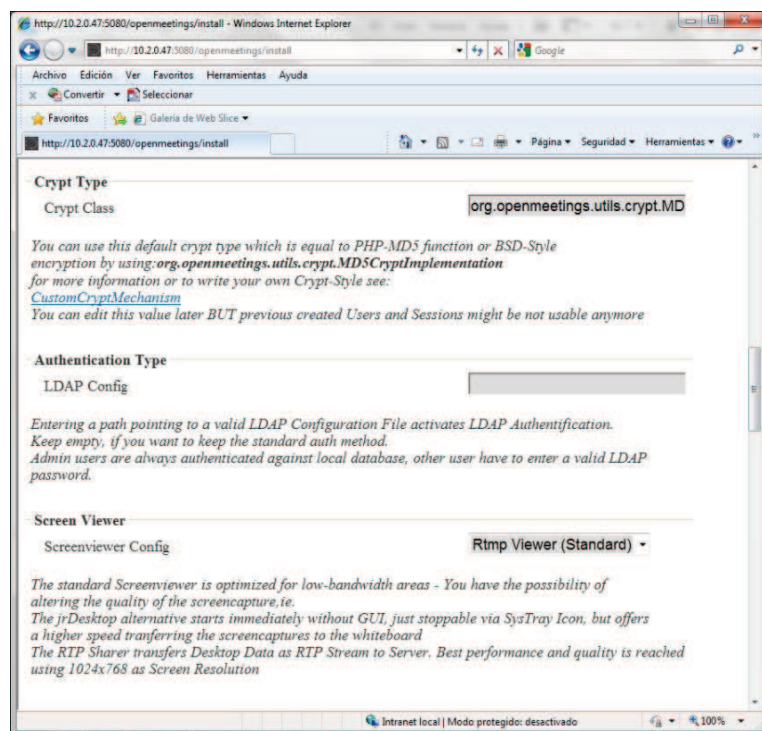 http://10.2.0.47:5080/openmeetings/install - Windows Internet Explorer
http://10.2.0.47:5080/openmeetings/install
Google
Archivo Edición Ver Favoritos Herramientas Ayuda
x Convertir Seleccionar
Favoritos Galería de Web Slice
http://10.2.0.47:5080/openmeetings/install
Página Seguridad Herramientas
Crypt Type
Crypt Class org.openmeetings.utils.crypt.MD
You can use this default crypt type which is equal to PHP-MD5 function or BSD-Style
encryption by using:org.openmeetings.utils.crypt.MD5CryptImplementation
for more information or to write your own Crypt-Style see:
CustomCryptMechanism
You can edit this value later BUT previous created Users and Sessions might be not usable anymore
Authentication Type
LDAP Config
Entering a path pointing to a valid LDAP Configuration File activates LDAP Authentification.
Keep empty, if you want to keep the standard auth method.
Admin users are always authenticated against local database, other user have to enter a valid LDAP
password.
Screen Viewer
Screenviewer Config Rtmp Viewer (Standard)
The standard Screenviewer is optimized for low-bandwidth areas - You have the possibility of
altering the quality of the screencapture,ie.
The jrDesktop alternative starts immediately without GUI, just stoppable via SysTray Icon, but offers
a higher speed tranferring the screencaptures to the whiteboard
The RTP Sharer transfers Desktop Data as RTP Stream to Server. Best performance and quality is reached
using 1024x768 as Screen Resolution
Intranet local | Modo protegido: desactivado 100%